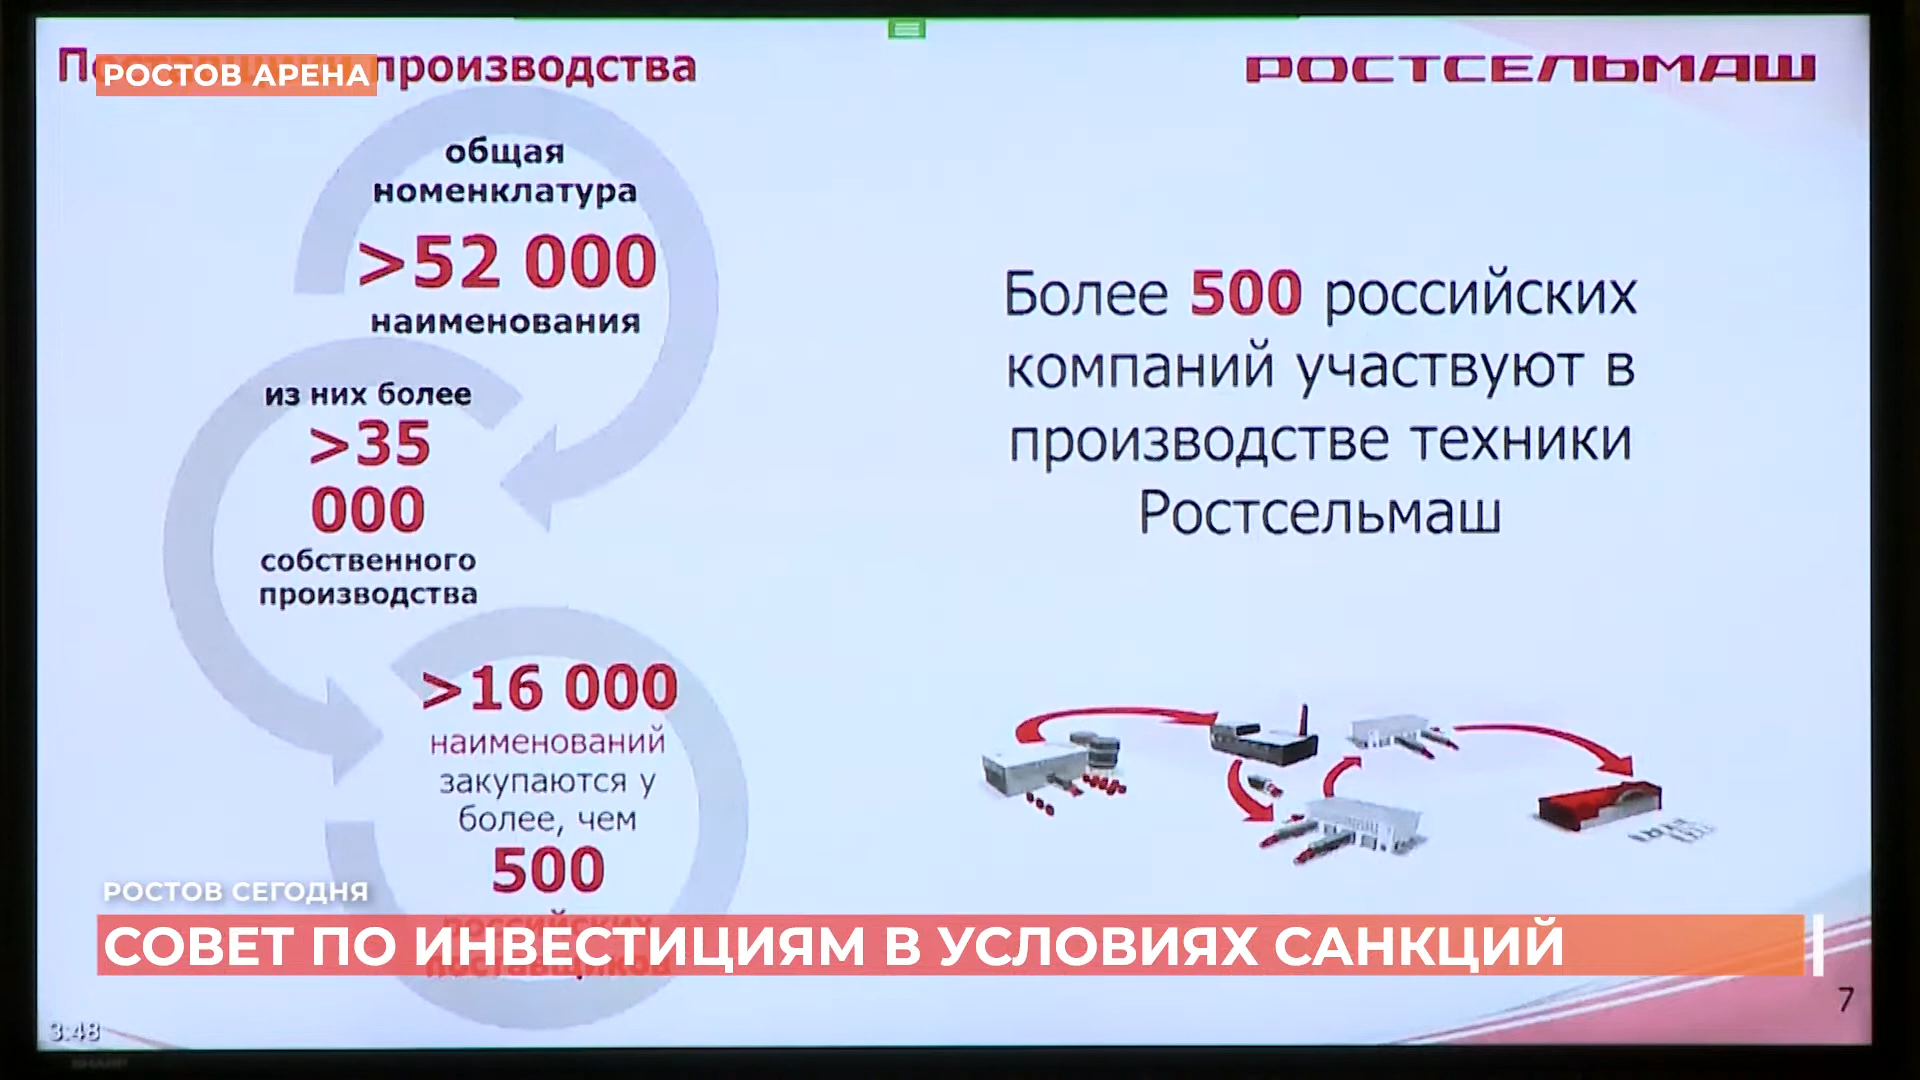 РОСТОВ АРЕНА
производства
РОСТСЕЛЬМАШ
общая
номенклатура
>52 000
наименования
из них более
>35
000
собственного
производства
>16 000
наименований
закупаются у
более, чем
500
российских
поставщиков
Более 500 российских
компаний участвуют в
производстве техники
Ростсельмаш
РОСТОВ СЕГОДНЯ
СОВЕТ ПО ИНВЕСТИЦИЯМ В УСЛОВИЯХ САНКЦИЙ
7
3:48